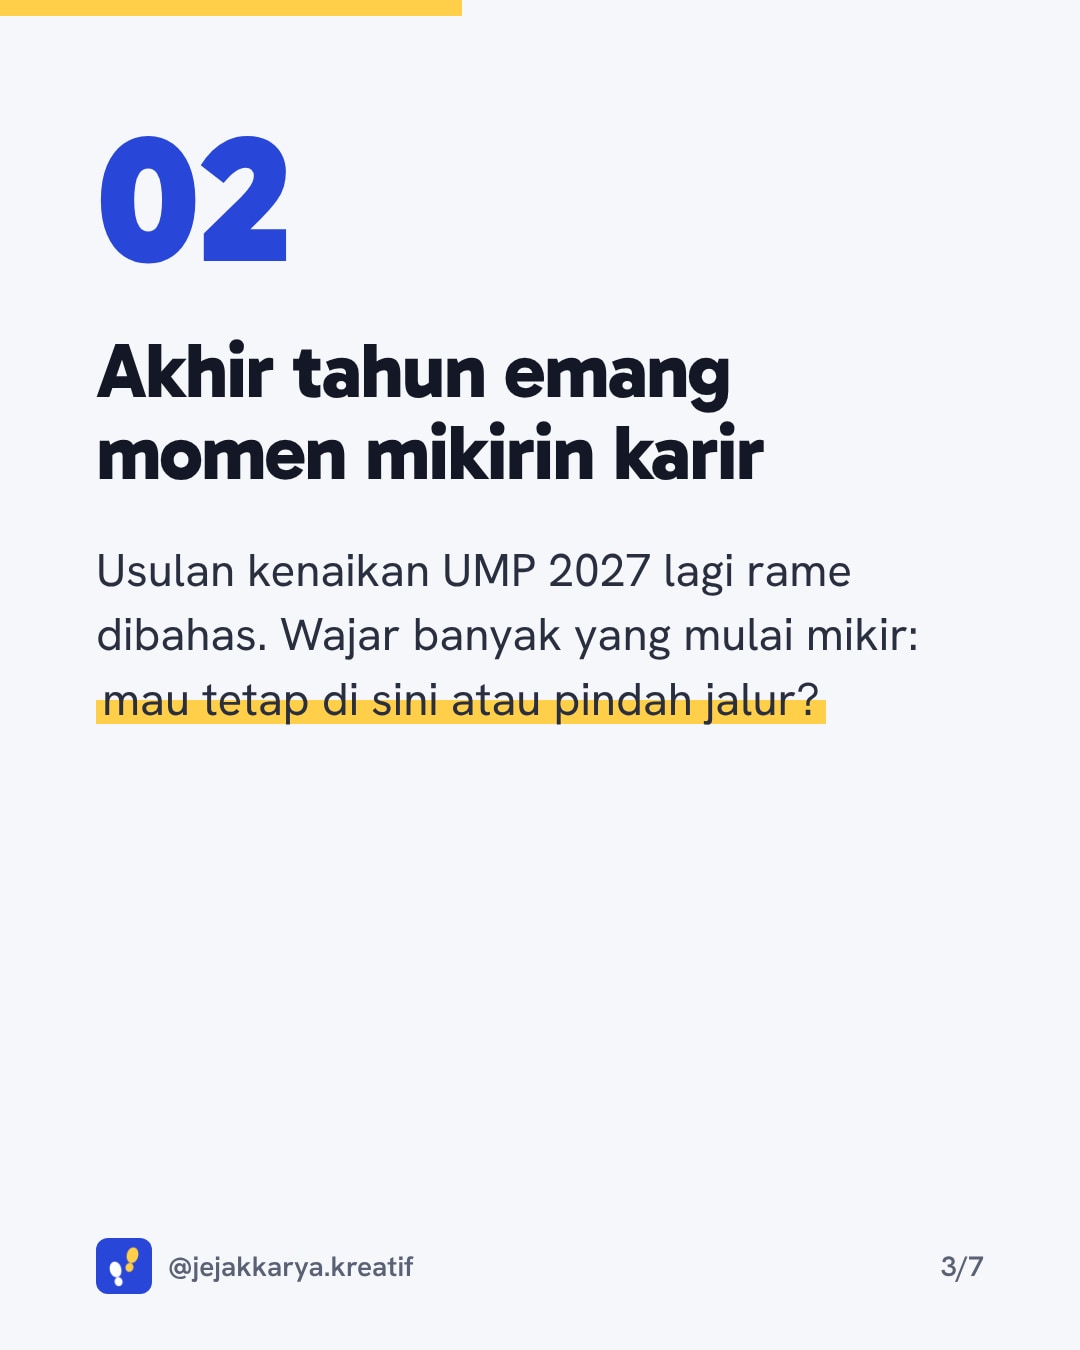 02
Akhir tahun emang
momen mikirin karir
Usulan kenaikan UMP 2027 lagi rame
dibahas. Wajar banyak yang mulai mikir:
mau tetap di sini atau pindah jalur?
@jejakkarya.kreatif
3/7